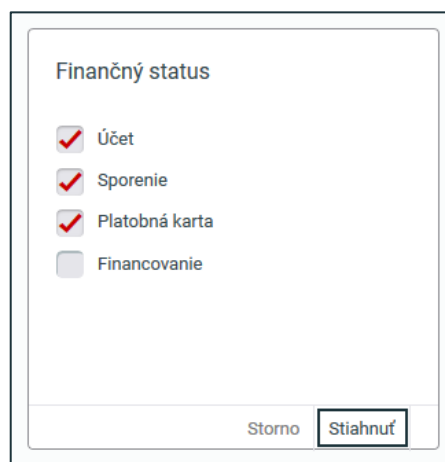 Finančný status
Účet
Sporenie
Platobná karta
Financovanie
Storno Stiahnuť